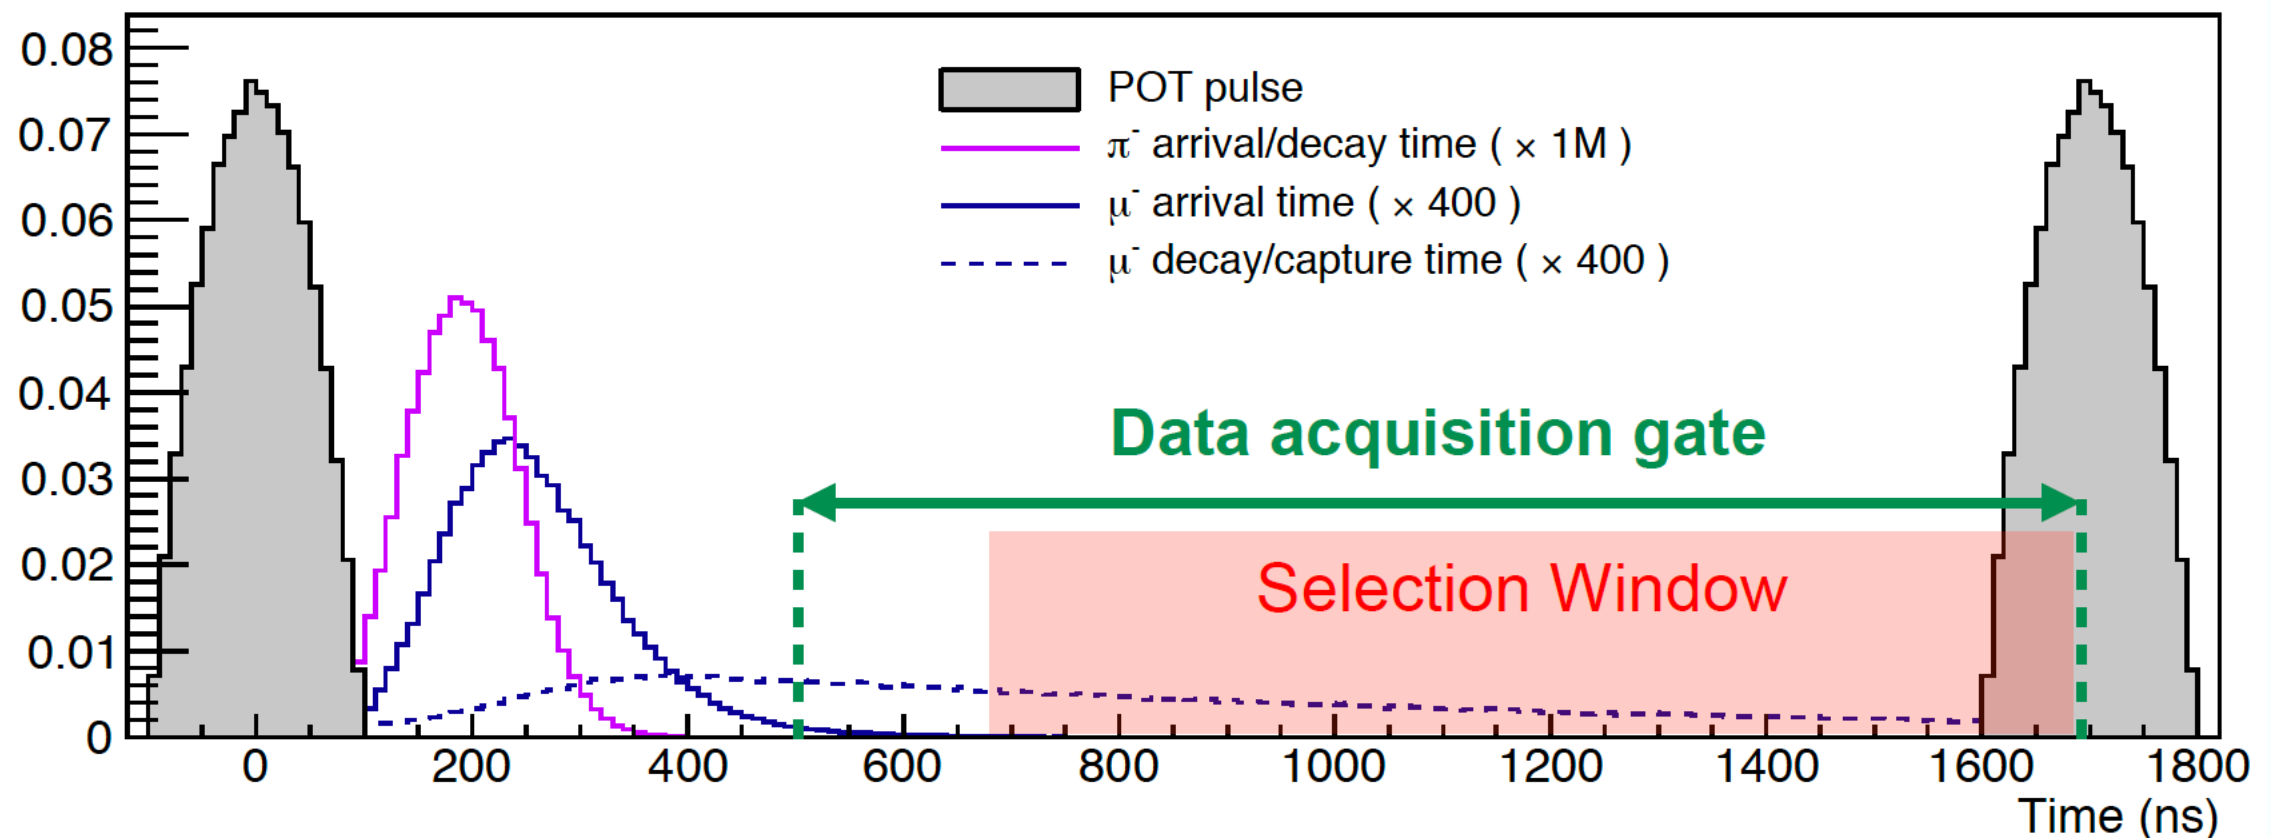 0.08
0.07
0.06
0.05
0.04
0.03
0.02
0.01
0
POT pulse
π- arrival/decay time ( × 1M )
μ- arrival time ( × 400 )
μ- decay/capture time ( × 400 )
Data acquisition gate
Selection Window
0 200 400 600 800 1000 1200 1400 1600 1800
Time (ns)